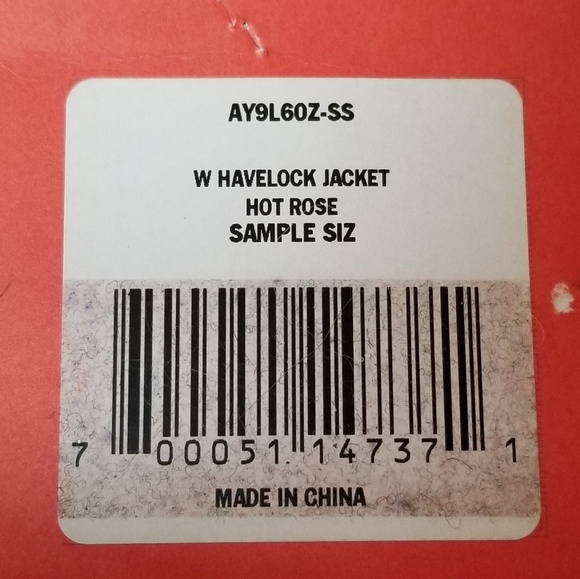 AY9L60Z-SS
W HAVELOCK JACKET
HOT ROSE
SAMPLE SIZ
7 00051 14737 1
MADE IN CHINA